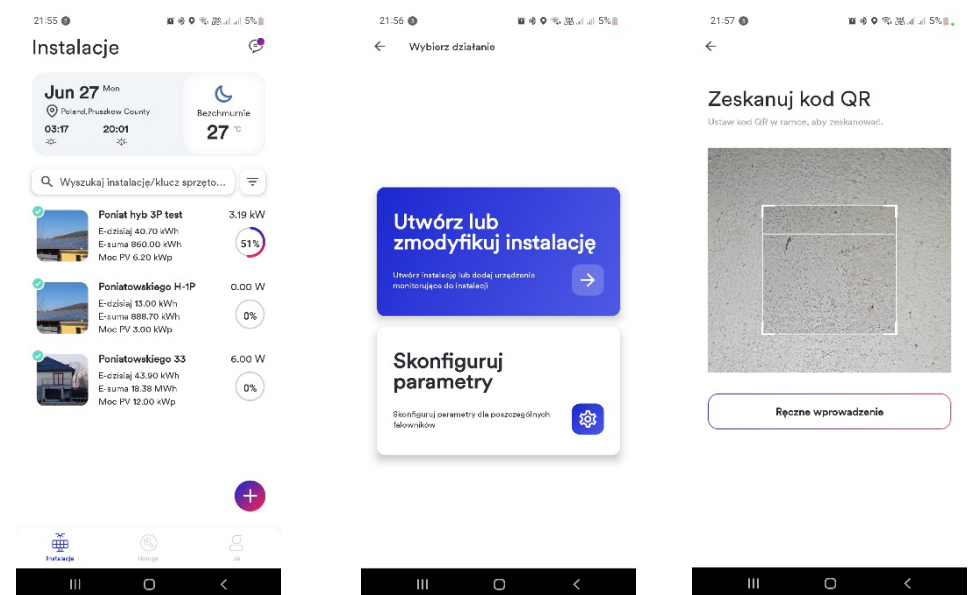 21:55
5%
Instalacje
Jun 27 Mon
Poland,Pruszkow County
03:17 20:01
Bezchmurnie
27 °C
Wyszukaj instalację/klucz sprzęto...
Poniat hyb 3P test 3.19 kW
E-dzisiaj 40.70 kWh
E-suma 860.00 kWh
Moc PV 6.20 kWp
51%
Poniatowskiego H-1P 0.00 W
E-dzisiaj 13.00 kWh
E-suma 888.70 kWh
Moc PV 3.00 kWp
0%
Poniatowskiego 33 6.00 W
E-dzisiaj 43.90 kWh
E-suma 18.38 MWh
Moc PV 12.00 kWp
0%
Instalacje
Usługa
Ja
21:56
5%
Wybierz działanie
Utwórz lub
zmodyfikuj instalację
Utwórz instalację lub dodaj urządzenie
monitorujące do instalacji
Skonfiguruj
parametry
Skonfiguruj parametry dla poszczególnych
falowników
21:57
5%
Zeskanuj kod QR
Ustaw kod QR w ramce, aby zeskanować.
Ręczne wprowadzenie